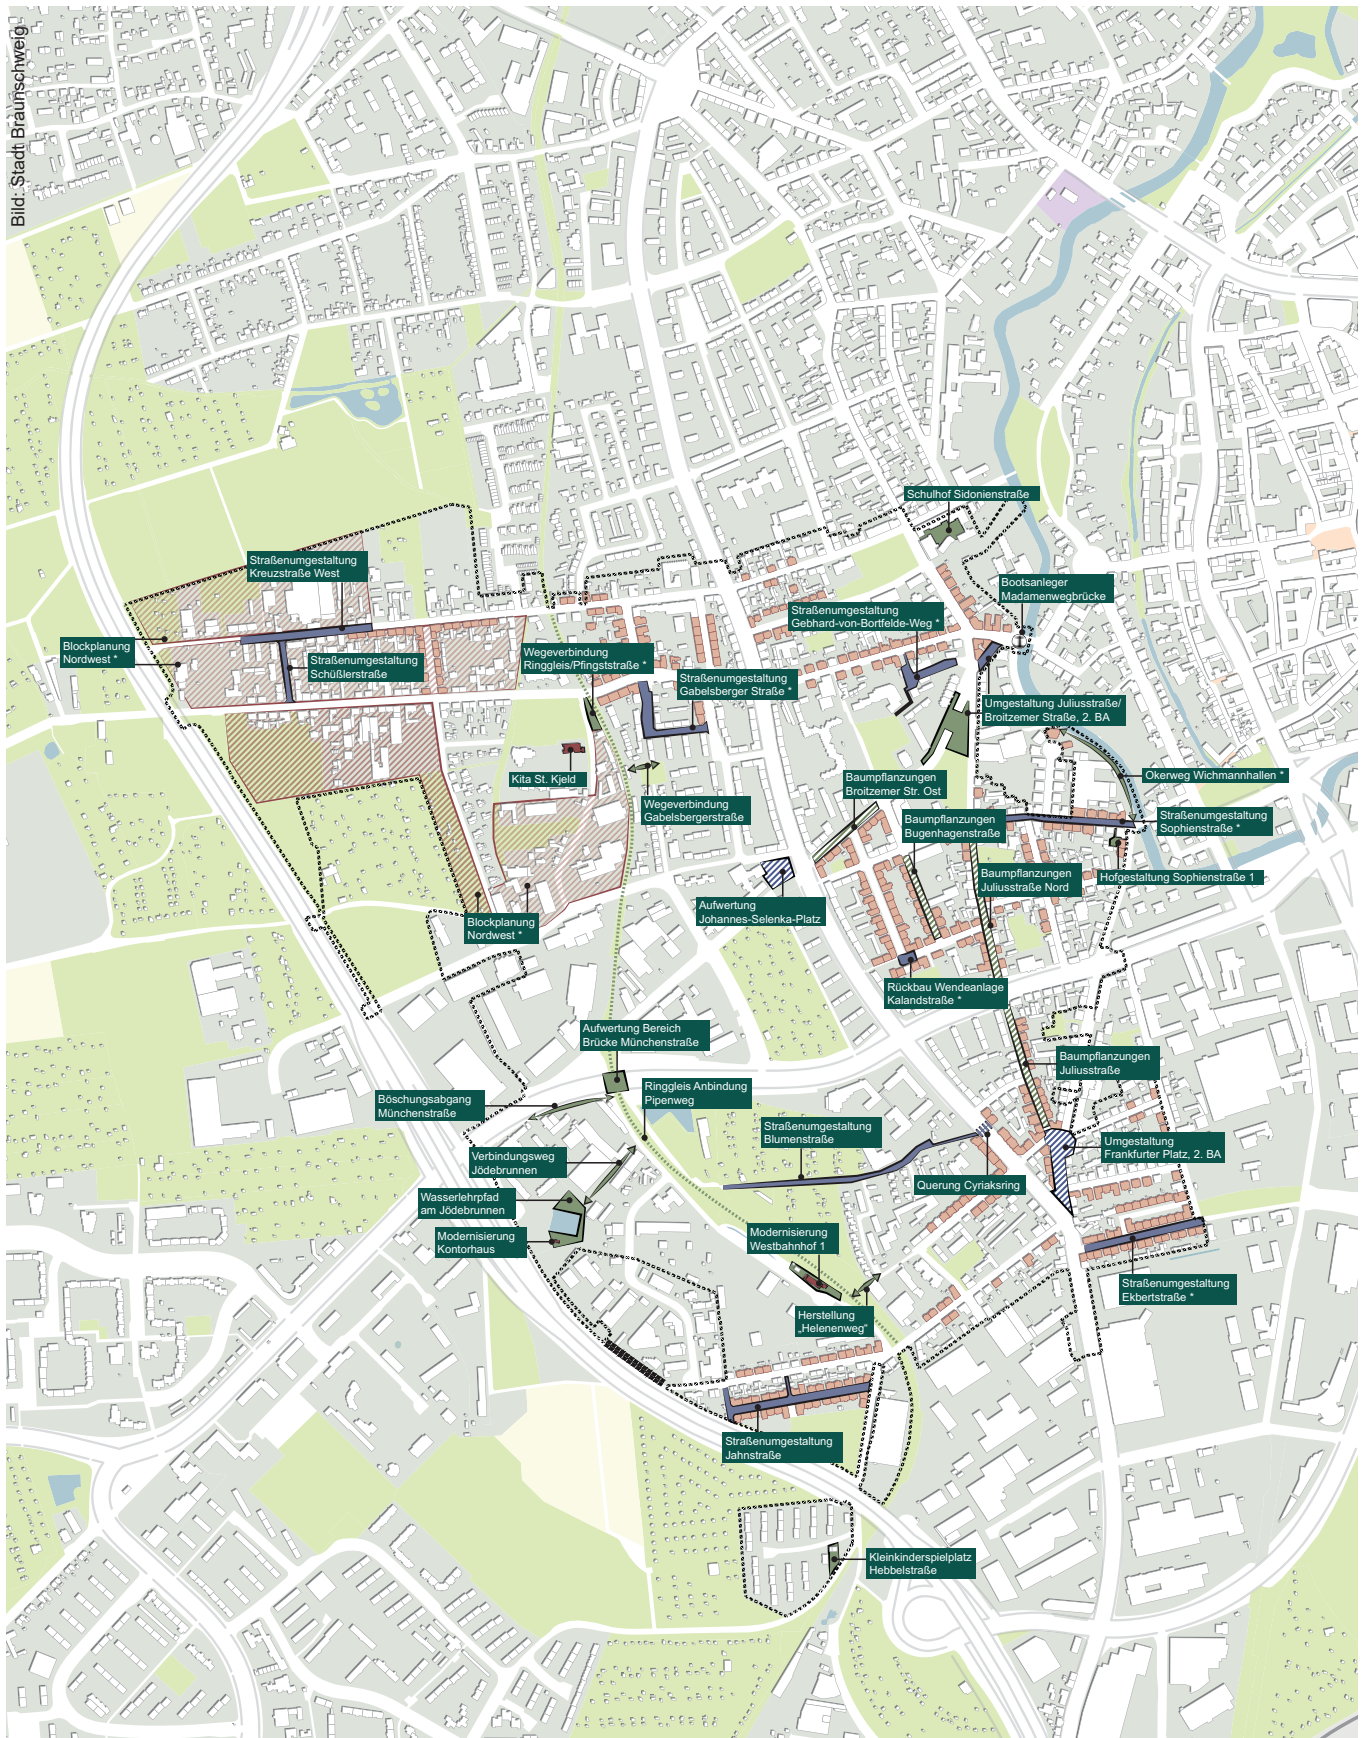 Bild: Stadt Braunschweig
Schulhof Sidonienstraße
Straßenumgestaltung
Kreuzstraße West
Bootsanleger
Madamenwegbrücke
Straßenumgestaltung
Gebhard-von-Bortfelde-Weg *
Blockplanung
Nordwest *
Straßenumgestaltung
Schüßlerstraße
Wegeverbindung
Ringgleis/Pfingststraße *
Straßenumgestaltung
Gabelsberger Straße *
Umgestaltung Juliusstraße/
Broitzemer Straße, 2. BA
Kita St. Kjeld
Baumpflanzungen
Broitzemer Str. Ost
Okerweg Wichmannhallen *
Wegeverbindung
Gabelsbergerstraße
Baumpflanzungen
Bugenhagenstraße
Straßenumgestaltung
Sophienstraße *
Baumpflanzungen
Juliusstraße Nord
Hofgestaltung Sophienstraße 1
Aufwertung
Johannes-Selenka-Platz
Blockplanung
Nordwest *
Rückbau Wendeanlage
Kalandstraße *
Aufwertung Bereich
Brücke Münchenstraße
Baumpflanzungen
Juliusstraße
Ringgleis Anbindung
Pipenweg
Böschungsabgang
Münchenstraße
Straßenumgestaltung
Blumenstraße
Umgestaltung
Frankfurter Platz, 2. BA
Verbindungsweg
Jödebrunnen
Querung Cyriaksring
Wasserlehrpfad
am Jödebrunnen
Modernisierung
Kontorhaus
Modernisierung
Westbahnhof 1
Straßenumgestaltung
Ekbertstraße *
Herstellung
„Helenenweg“
Straßenumgestaltung
Jahnstraße
Kleinkinderspielplatz
Hebbelstraße